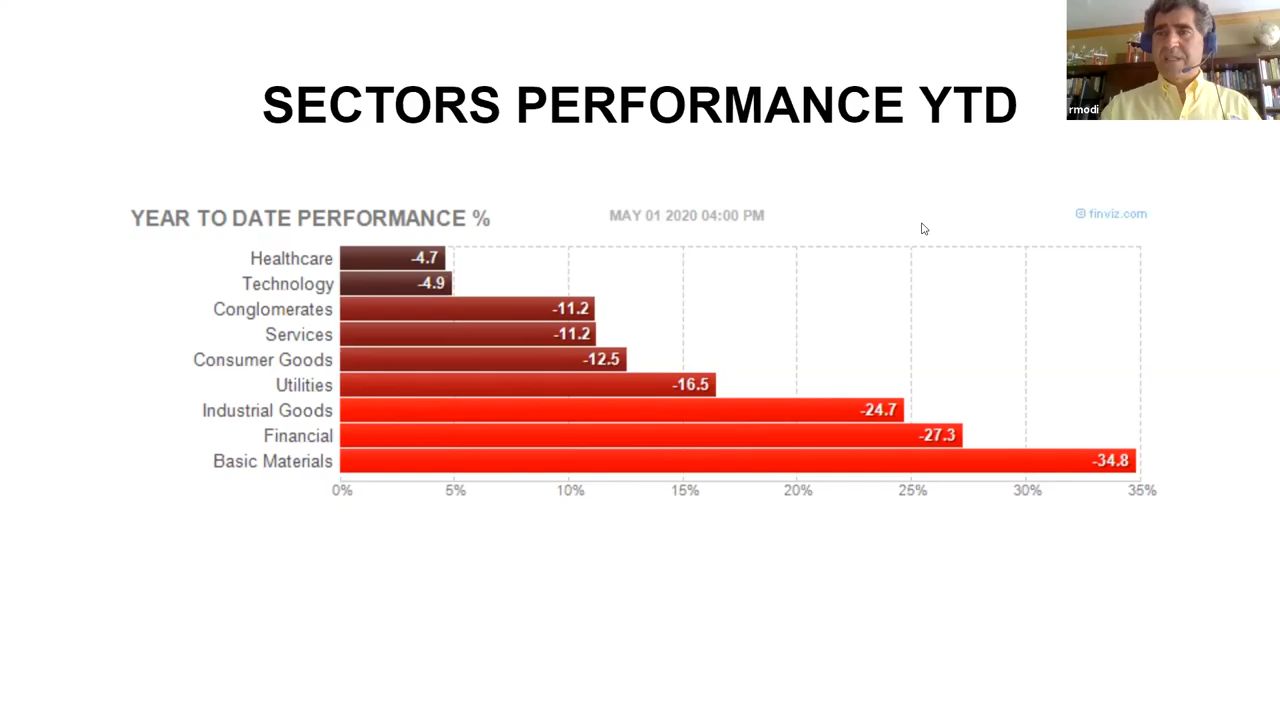 SECTORS PERFORMANCE YTD
rmodi
YEAR TO DATE PERFORMANCE % MAY 01 2020 04:00 PM finviz.com
Healthcare -4.7
Technology -4.9
Conglomerates -11.2
Services -11.2
Consumer Goods -12.5
Utilities -16.5
Industrial Goods -24.7
Financial -27.3
Basic Materials -34.8
0% 5% 10% 15% 20% 25% 30% 35%